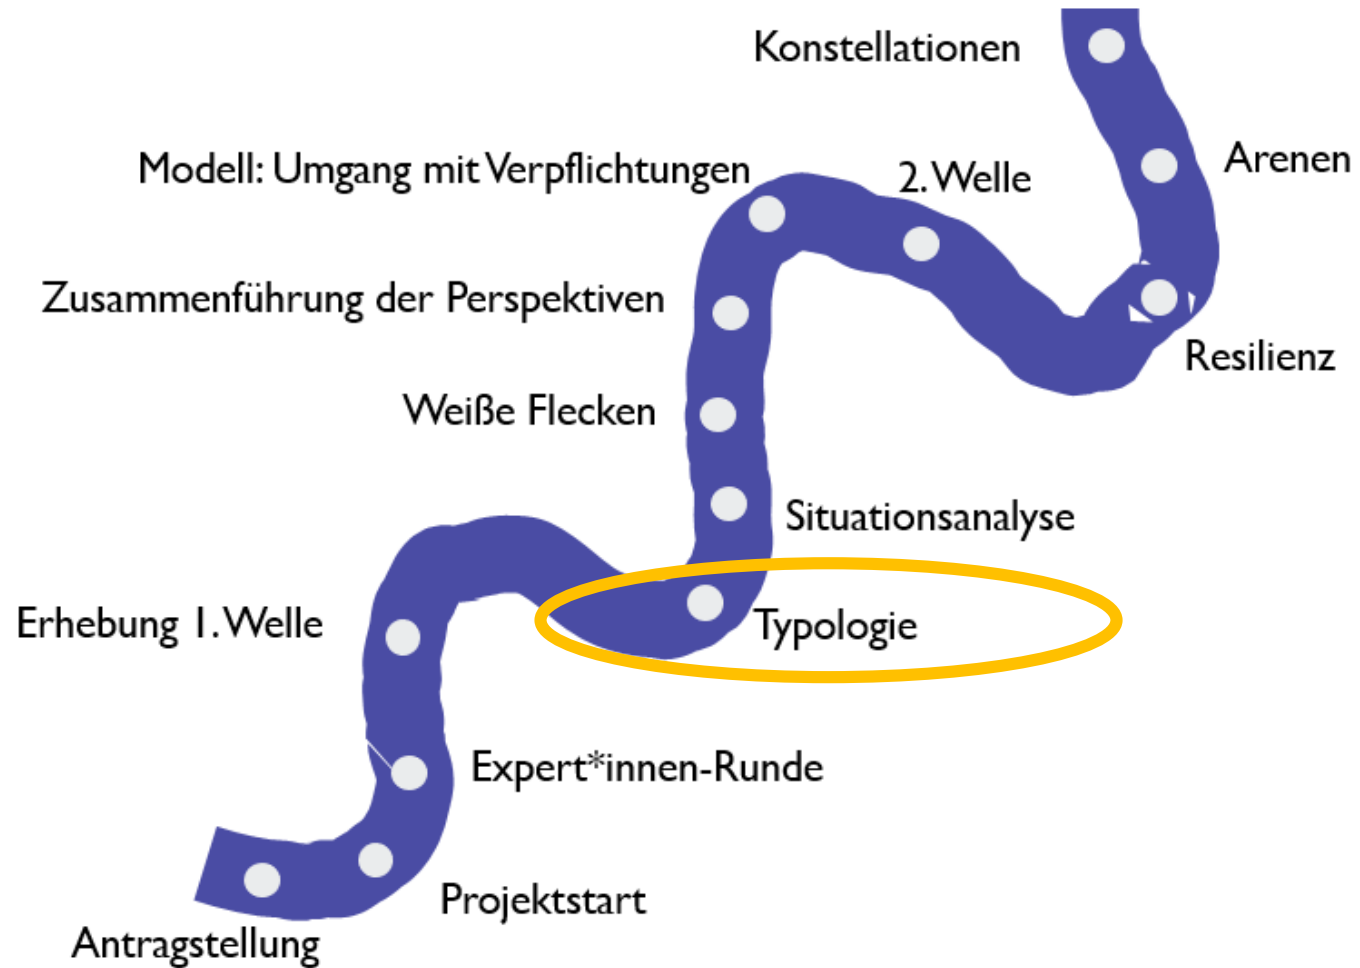 Konstellationen
Arenen
Modell: Umgang mit Verpflichtungen
2. Welle
Zusammenführung der Perspektiven
Resilienz
Weiße Flecken
Situationsanalyse
Erhebung 1. Welle
Typologie
Expert*innen-Runde
Projektstart
Antragstellung